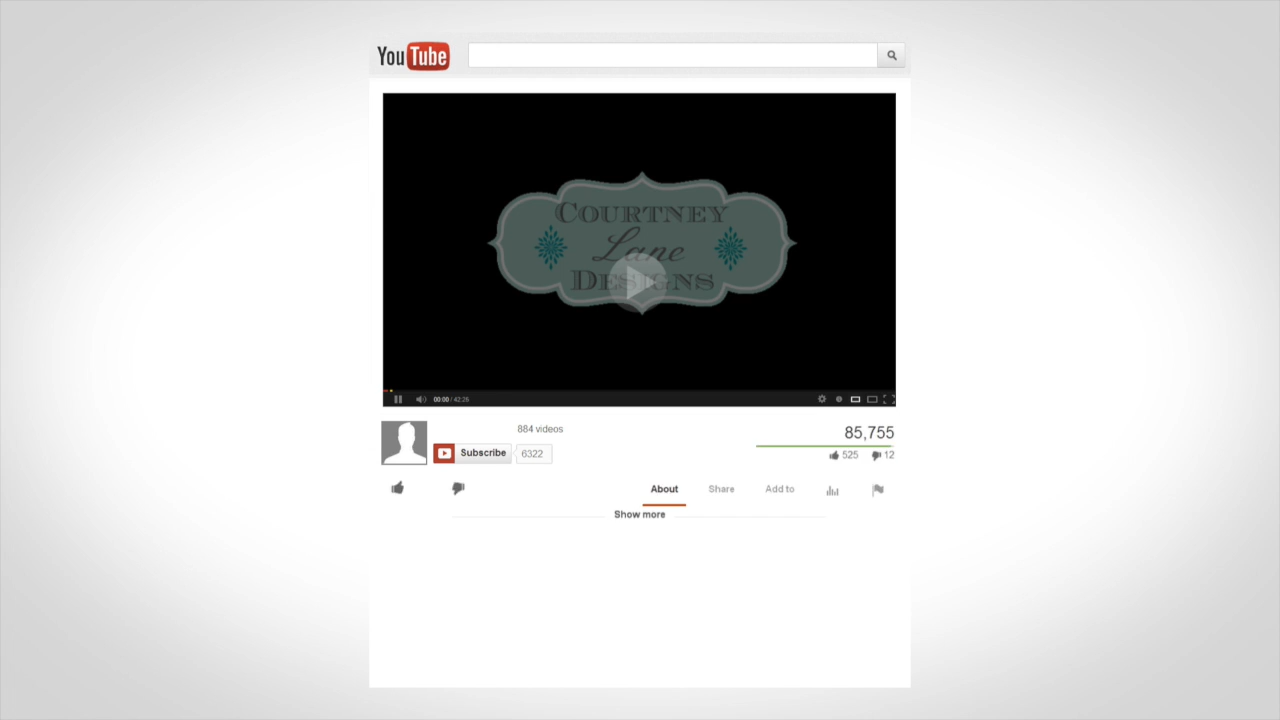 YouTube
COURTNEY
Lane
DESIGNS
00:00 / 42:26
884 videos
Subscribe 6322
85,755
525 12
About Share Add to
Show more